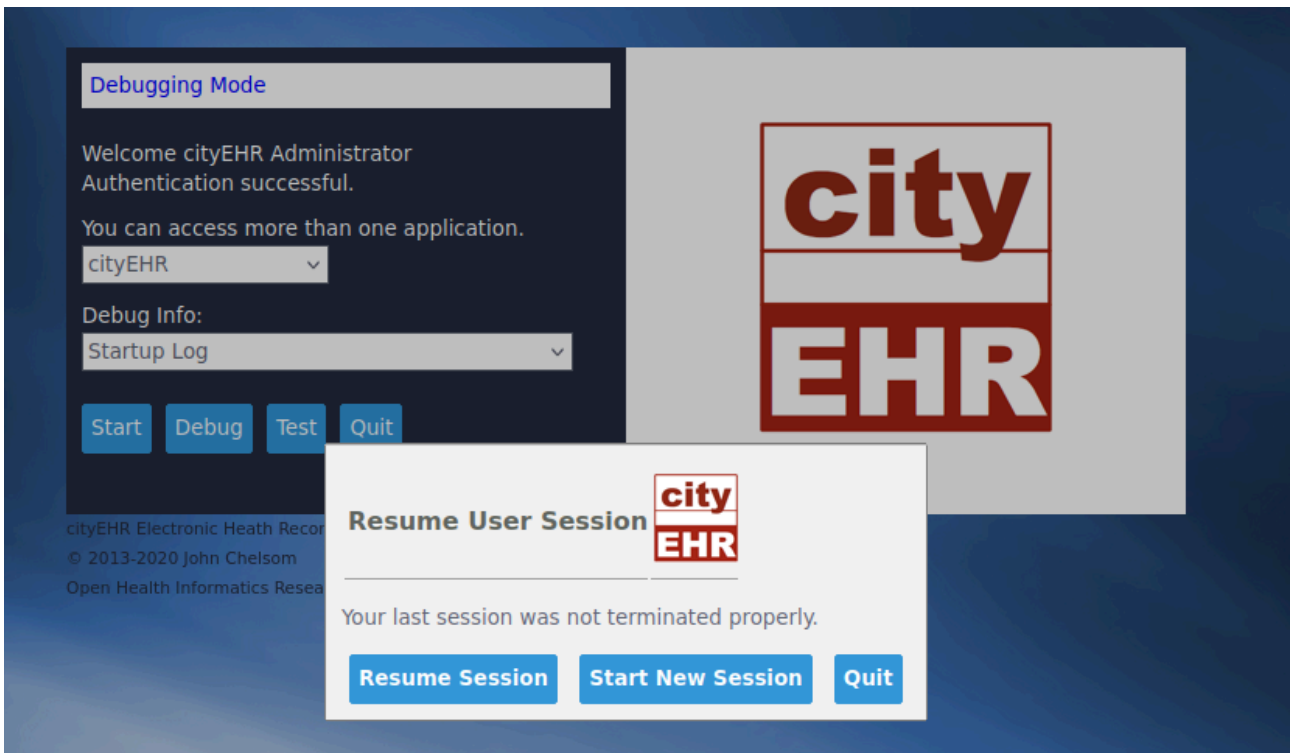 Debugging Mode
Welcome cityEHR Administrator
Authentication successful.
You can access more than one application.
cityEHR
Debug Info:
Startup Log
Start Debug Test Quit
city
EHR
cityEHR Electronic Heath Recor
© 2013-2020 John Chelsom
Open Health Informatics Resea
Resume User Session
city
EHR
Your last session was not terminated properly.
Resume Session Start New Session Quit